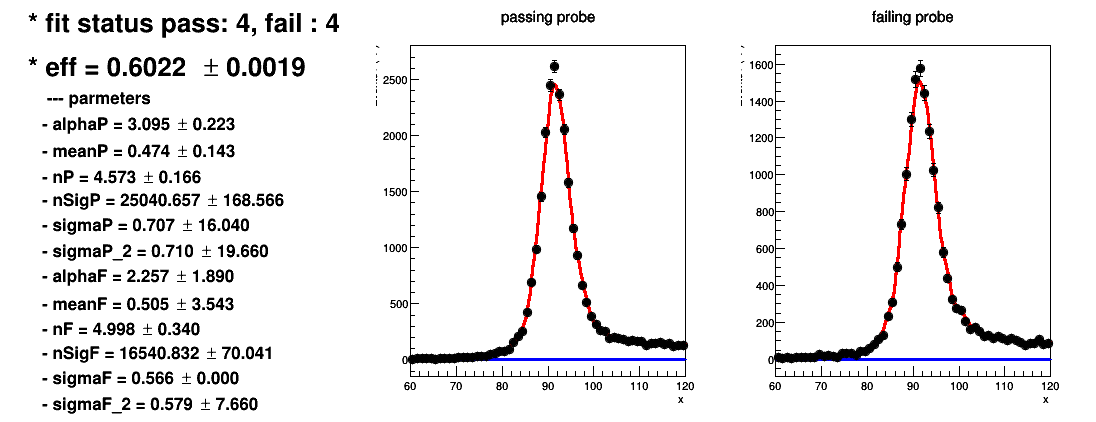 * fit status pass: 4, fail : 4
* eff = 0.6022 ± 0.0019
--- parmeters
- alphaP = 3.095 ± 0.223
- meanP = 0.474 ± 0.143
- nP = 4.573 ± 0.166
- nSigP = 25040.657 ± 168.566
- sigmaP = 0.707 ± 16.040
- sigmaP_2 = 0.710 ± 19.660
- alphaF = 2.257 ± 1.890
- meanF = 0.505 ± 3.543
- nF = 4.998 ± 0.340
- nSigF = 16540.832 ± 70.041
- sigmaF = 0.566 ± 0.000
- sigmaF_2 = 0.579 ± 7.660
passing probe
2500
2000
1500
1000
500
0
60 70 80 90 100 110 120
x
failing probe
1600
1400
1200
1000
800
600
400
200
0
60 70 80 90 100 110 120
x